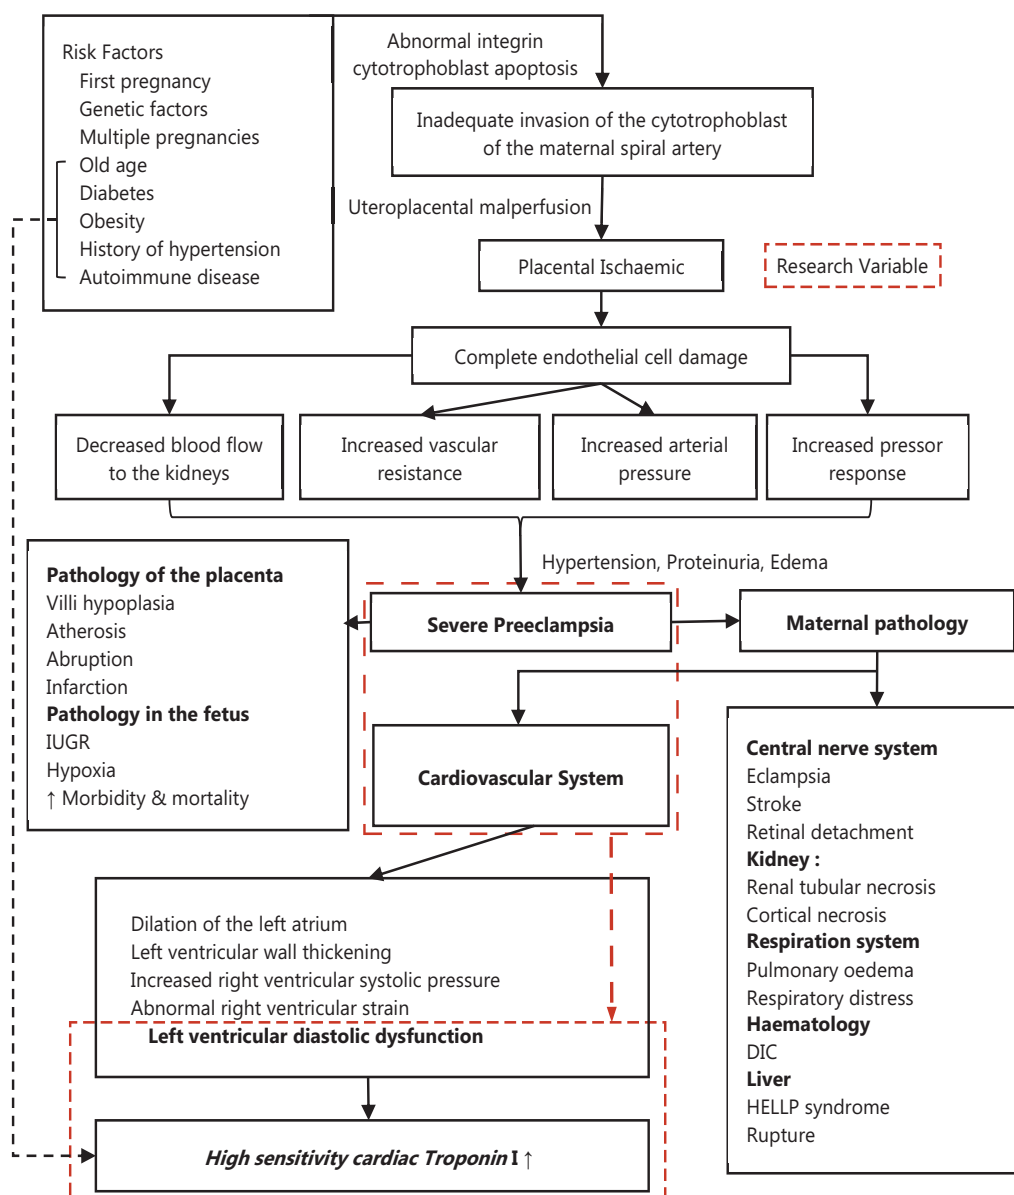 Risk Factors
First pregnancy
Genetic factors
Multiple pregnancies
Old age
Diabetes
Obesity
History of hypertension
Autoimmune disease
Abnormal integrin
cytotrophoblast apoptosis
Inadequate invasion of the cytotrophoblast
of the maternal spiral artery
Uteroplacental malperfusion
Placental Ischaemic
Research Variable
Complete endothelial cell damage
Decreased blood flow
to the kidneys
Increased vascular
resistance
Increased arterial
pressure
Increased pressor
response
Hypertension, Proteinuria, Edema
Pathology of the placenta
Villi hypoplasia
Atherosis
Abruption
Infarction
Pathology in the fetus
IUGR
Hypoxia
↑ Morbidity & mortality
Severe Preeclampsia
Maternal pathology
Cardiovascular System
Central nerve system
Eclampsia
Stroke
Retinal detachment
Kidney :
Renal tubular necrosis
Cortical necrosis
Respiration system
Pulmonary oedema
Respiratory distress
Haematology
DIC
Liver
HELLP syndrome
Rupture
Dilation of the left atrium
Left ventricular wall thickening
Increased right ventricular systolic pressure
Abnormal right ventricular strain
Left ventricular diastolic dysfunction
High sensitivity cardiac Troponin I ↑